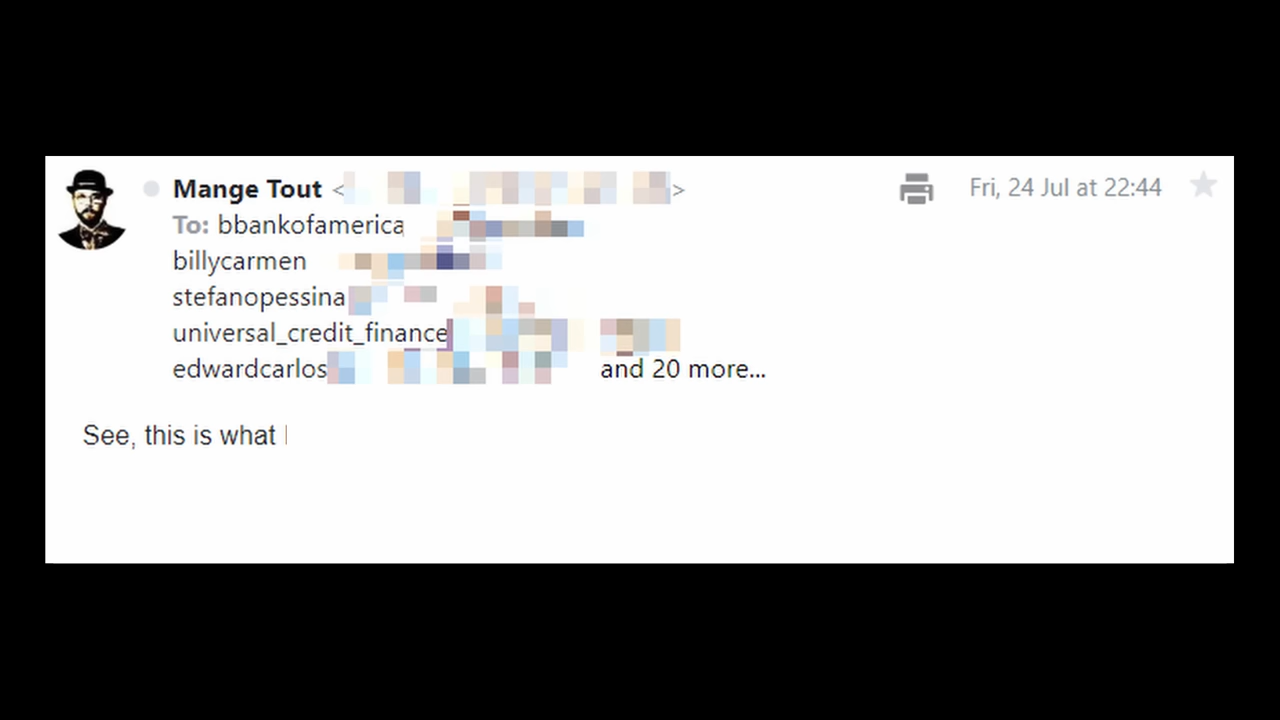 Mange Tout < >
Fri, 24 Jul at 22:44
To: bbankofamerica
billycarmen
stefanopessina
universal_credit_finance
edwardcarlos and 20 more...
See, this is what